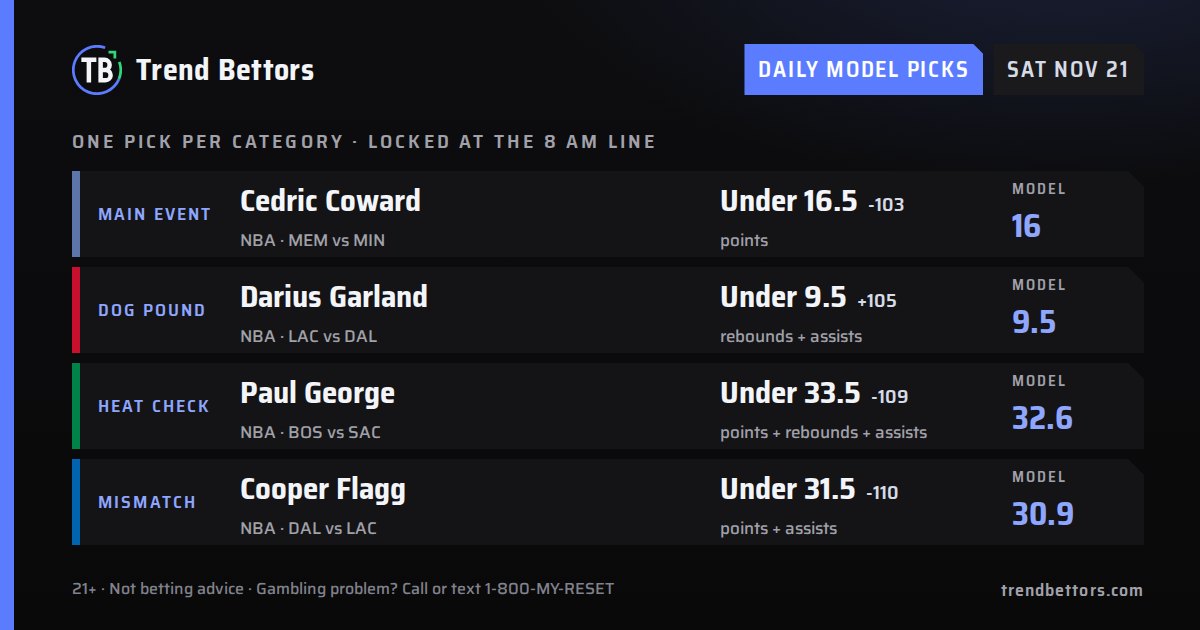 TB Trend Bettors
DAILY MODEL PICKS
SAT NOV 21
ONE PICK PER CATEGORY · LOCKED AT THE 8 AM LINE
MAIN EVENT
Cedric Coward
NBA · MEM vs MIN
Under 16.5 -103
points
MODEL
16
DOG POUND
Darius Garland
NBA · LAC vs DAL
Under 9.5 +105
rebounds + assists
MODEL
9.5
HEAT CHECK
Paul George
NBA · BOS vs SAC
Under 33.5 -109
points + rebounds + assists
MODEL
32.6
MISMATCH
Cooper Flagg
NBA · DAL vs LAC
Under 31.5 -110
points + assists
MODEL
30.9
21+ · Not betting advice · Gambling problem? Call or text 1-800-MY-RESET
trendbettors.com